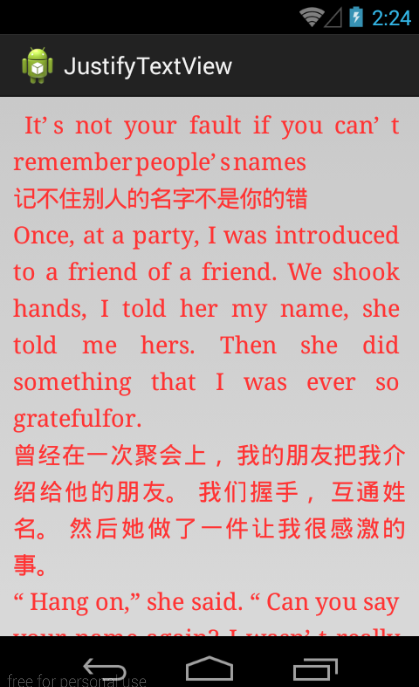 2:24
JustifyTextView
It’ s not your fault if you can’ t
remember people’ s names
记不住别人的名字不是你的错
Once, at a party, I was introduced
to a friend of a friend. We shook
hands, I told her my name, she
told me hers. Then she did
something that I was ever so
gratefulfor.
曾经在一次聚会上， 我的朋友把我介
绍给他的朋友。 我们握手， 互通姓
名。 然后她做了一件让我很感激的
事。
“ Hang on,” she said. “ Can you say
your name again? I wasn’ t really
free for personal use